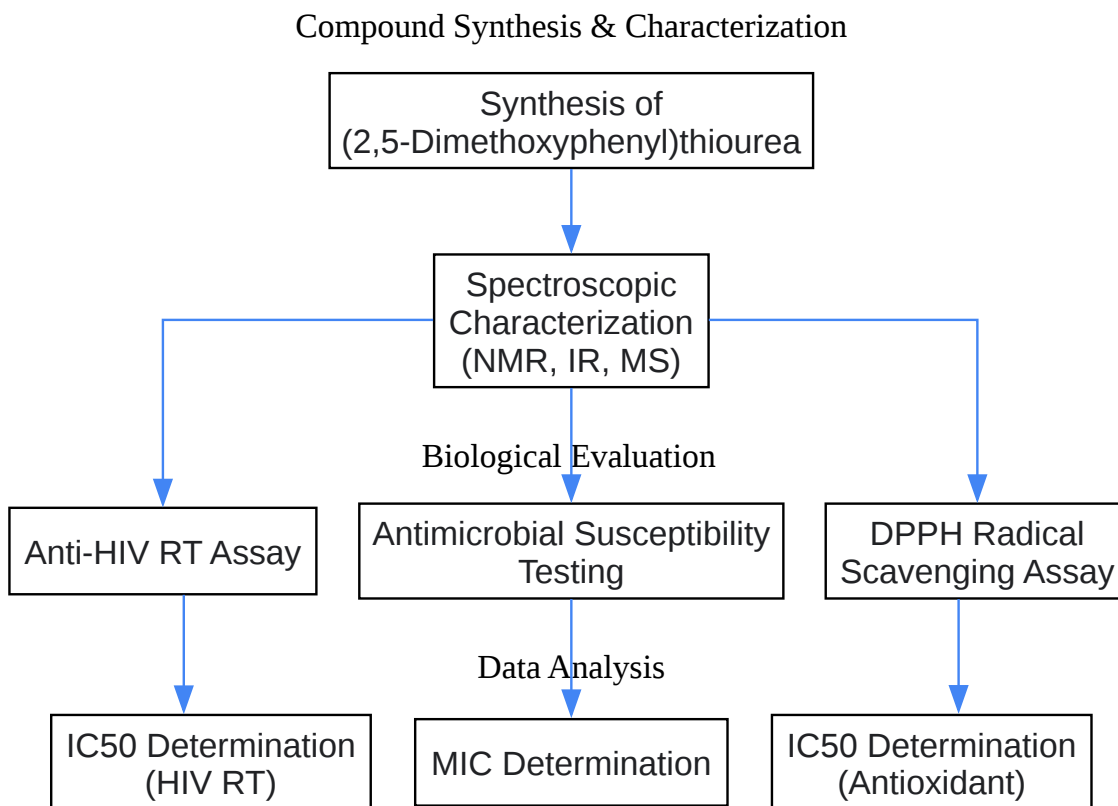 Compound Synthesis & Characterization
Synthesis of
(2,5-Dimethoxyphenyl)thiourea
Spectroscopic
Characterization
(NMR, IR, MS)
Biological Evaluation
Anti-HIV RT Assay
Antimicrobial Susceptibility
Testing
DPPH Radical
Scavenging Assay
Data Analysis
IC50 Determination
(HIV RT)
MIC Determination
IC50 Determination
(Antioxidant)